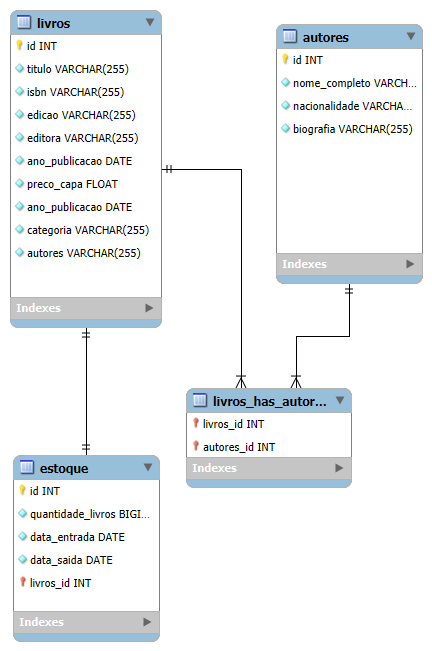 livros
id INT
titulo VARCHAR(255)
isbn VARCHAR(255)
edicao VARCHAR(255)
editora VARCHAR(255)
ano_publicacao DATE
preco_capa FLOAT
ano_publicacao DATE
categoria VARCHAR(255)
autores VARCHAR(255)
Indexes
autores
id INT
nome_completo VARCH...
nacionalidade VARCHA...
biografia VARCHAR(255)
Indexes
livros_has_autor...
livros_id INT
autores_id INT
Indexes
estoque
id INT
quantidade_livros BIGI...
data_entrada DATE
data_saida DATE
livros_id INT
Indexes